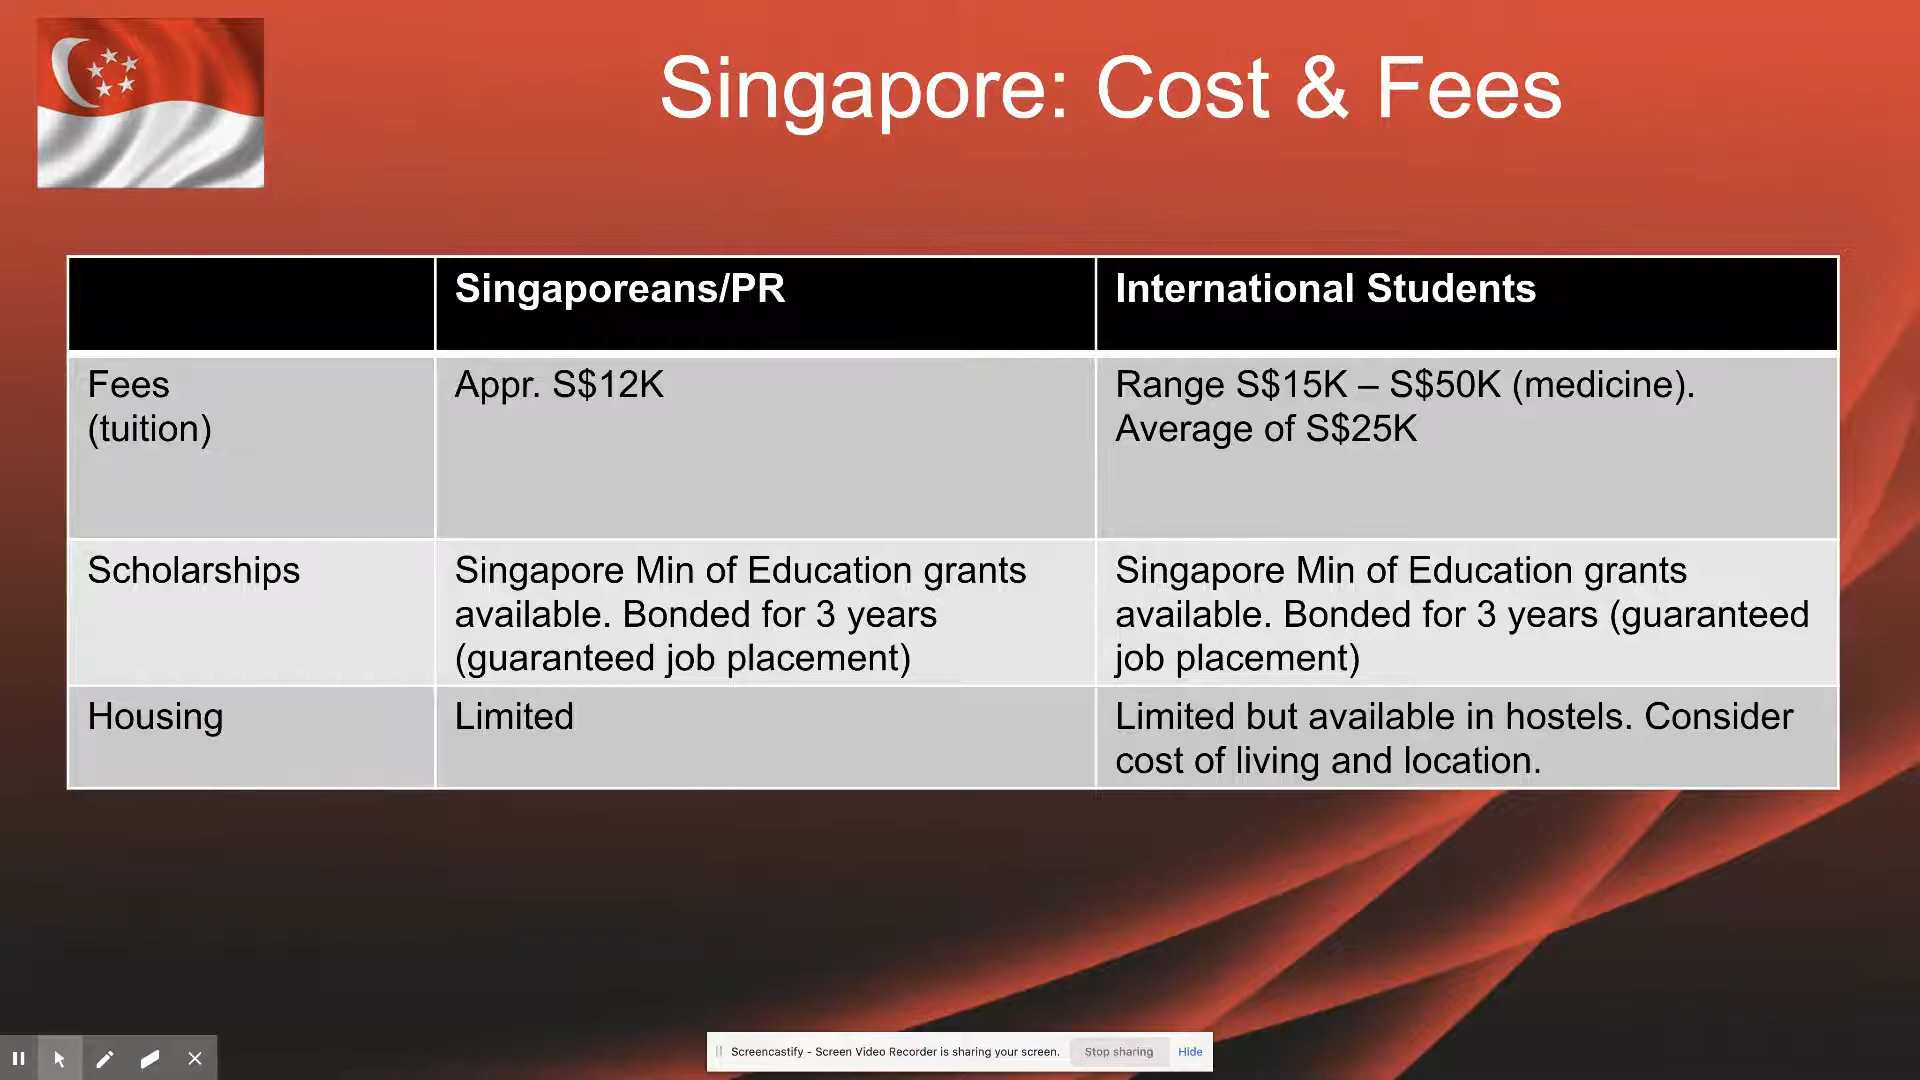 Singapore: Cost & Fees
Singaporeans/PR
International Students
Fees
(tuition)
Appr. S$12K
Range S$15K – S$50K (medicine).
Average of S$25K
Scholarships
Singapore Min of Education grants
available. Bonded for 3 years
(guaranteed job placement)
Singapore Min of Education grants
available. Bonded for 3 years (guaranteed
job placement)
Housing
Limited
Limited but available in hostels. Consider
cost of living and location.
Screencastify - Screen Video Recorder is sharing your screen.
Stop sharing
Hide